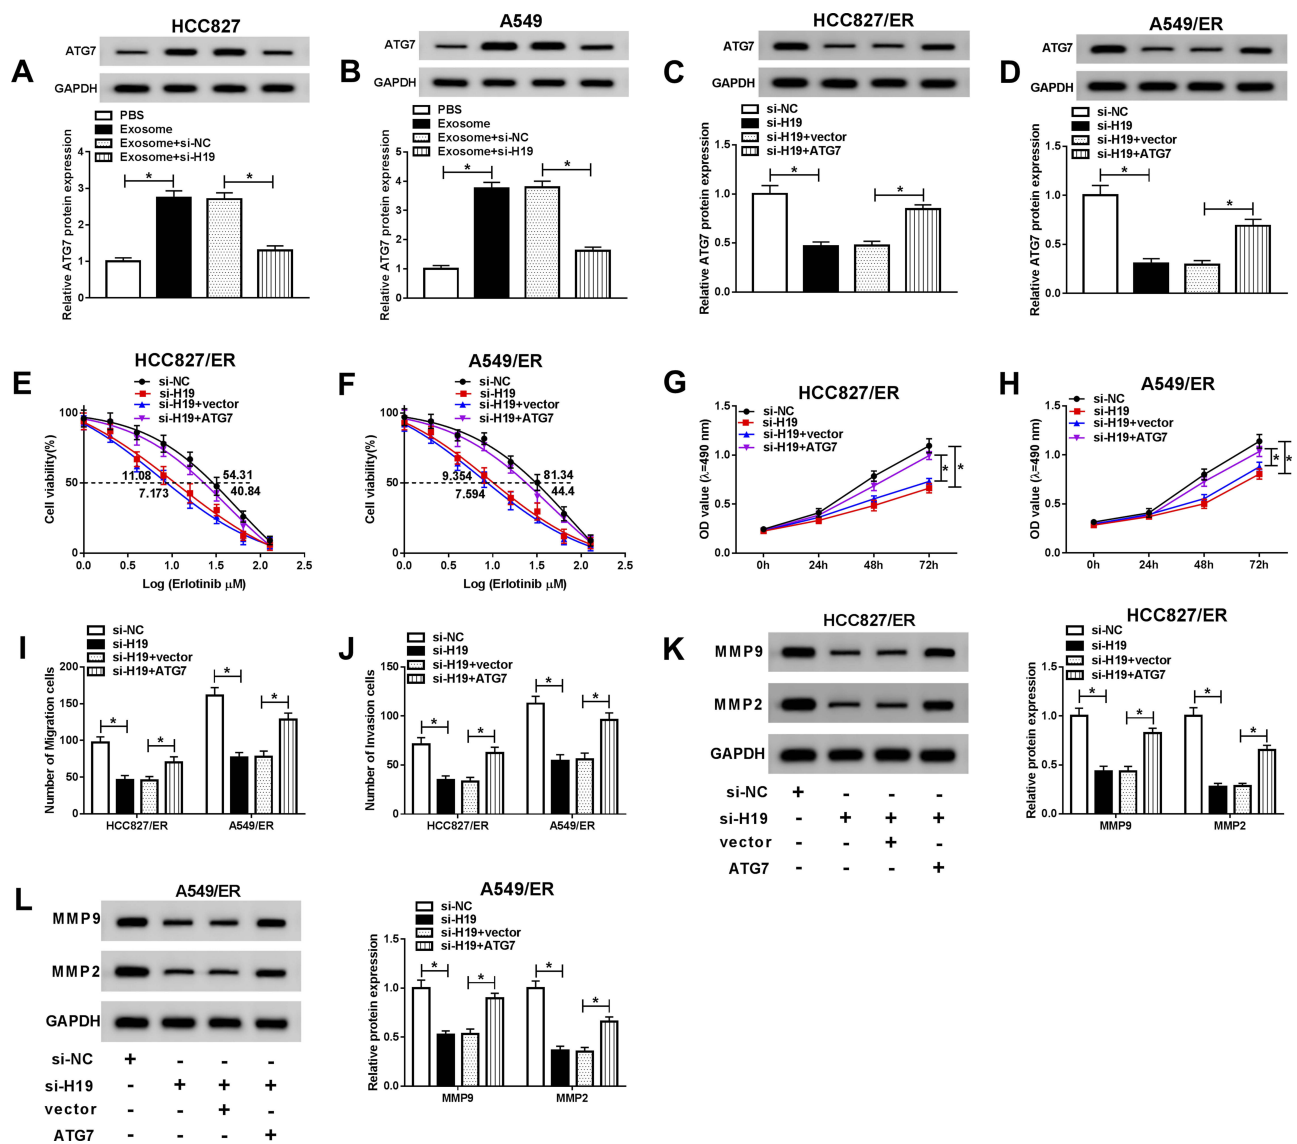 A
HCC827
ATG7
GAPDH
PBS
Exosome
Exosome+si-NC
Exosome+si-H19
Relative ATG7 protein expression
4
3
2
1
0
*
*
B
A549
ATG7
GAPDH
PBS
Exosome
Exosome+si-NC
Exosome+si-H19
Relative ATG7 protein expression
5
4
3
2
1
0
*
*
C
HCC827/ER
ATG7
GAPDH
si-NC
si-H19
si-H19+vector
si-H19+ATG7
Relative ATG7 protein expression
1.5
1.0
0.5
0.0
*
*
D
A549/ER
ATG7
GAPDH
si-NC
si-H19
si-H19+vector
si-H19+ATG7
Relative ATG7 protein expression
1.5
1.0
0.5
0.0
*
*
E
HCC827/ER
si-NC
si-H19
si-H19+vector
si-H19+ATG7
Cell viability(%)
100
50
0
11.08
54.31
7.173
40.84
0.0 0.5 1.0 1.5 2.0 2.5
Log (Erlotinib μM)
F
A549/ER
si-NC
si-H19
si-H19+vector
si-H19+ATG7
Cell viability(%)
100
50
0
9.354
81.34
7.594
44.4
0.0 0.5 1.0 1.5 2.0 2.5
Log (Erlotinib μM)
G
HCC827/ER
si-NC
si-H19
si-H19+vector
si-H19+ATG7
OD value (λ=490 nm)
1.5
1.0
0.5
0.0
* *
0h 24h 48h 72h
H
A549/ER
si-NC
si-H19
si-H19+vector
si-H19+ATG7
OD value (λ=490 nm)
1.5
1.0
0.5
0.0
* *
0h 24h 48h 72h
I
si-NC
si-H19
si-H19+vector
si-H19+ATG7
Number of Migration cells
200
150
100
50
0
* * * *
HCC827/ER A549/ER
J
si-NC
si-H19
si-H19+vector
si-H19+ATG7
Number of Invasion cells
150
100
50
0
* * * *
HCC827/ER A549/ER
K
HCC827/ER
MMP9
MMP2
GAPDH
si-NC + - - -
si-H19 - + + +
vector - - + -
ATG7 - - - +
HCC827/ER
si-NC
si-H19
si-H19+vector
si-H19+ATG7
Relative protein expression
1.5
1.0
0.5
0.0
* * * *
MMP9 MMP2
L
A549/ER
MMP9
MMP2
GAPDH
si-NC + - - -
si-H19 - + + +
vector - - + -
ATG7 - - - +
A549/ER
si-NC
si-H19
si-H19+vector
si-H19+ATG7
Relative protein expression
1.5
1.0
0.5
0.0
* * * *
MMP9 MMP2